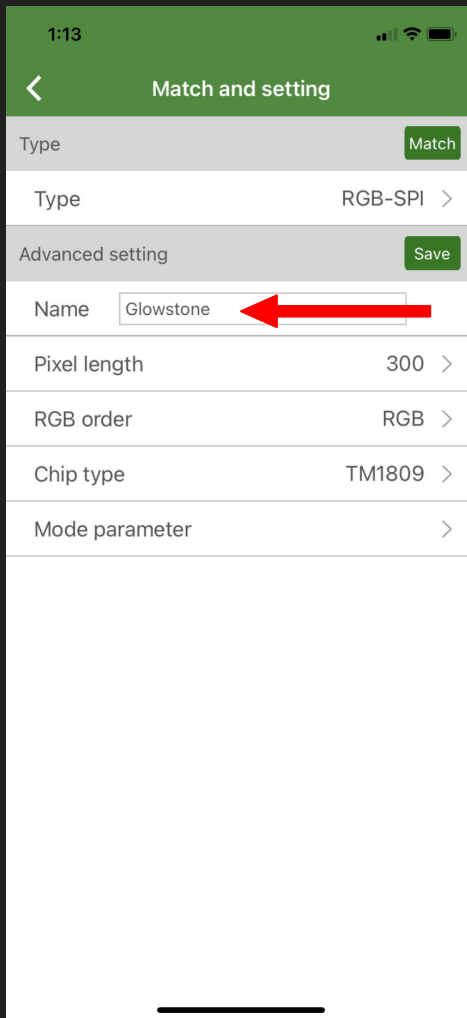 1:13
Match and setting
Type Match
Type RGB-SPI
Advanced setting Save
Name Glowstone
Pixel length 300
RGB order RGB
Chip type TM1809
Mode parameter